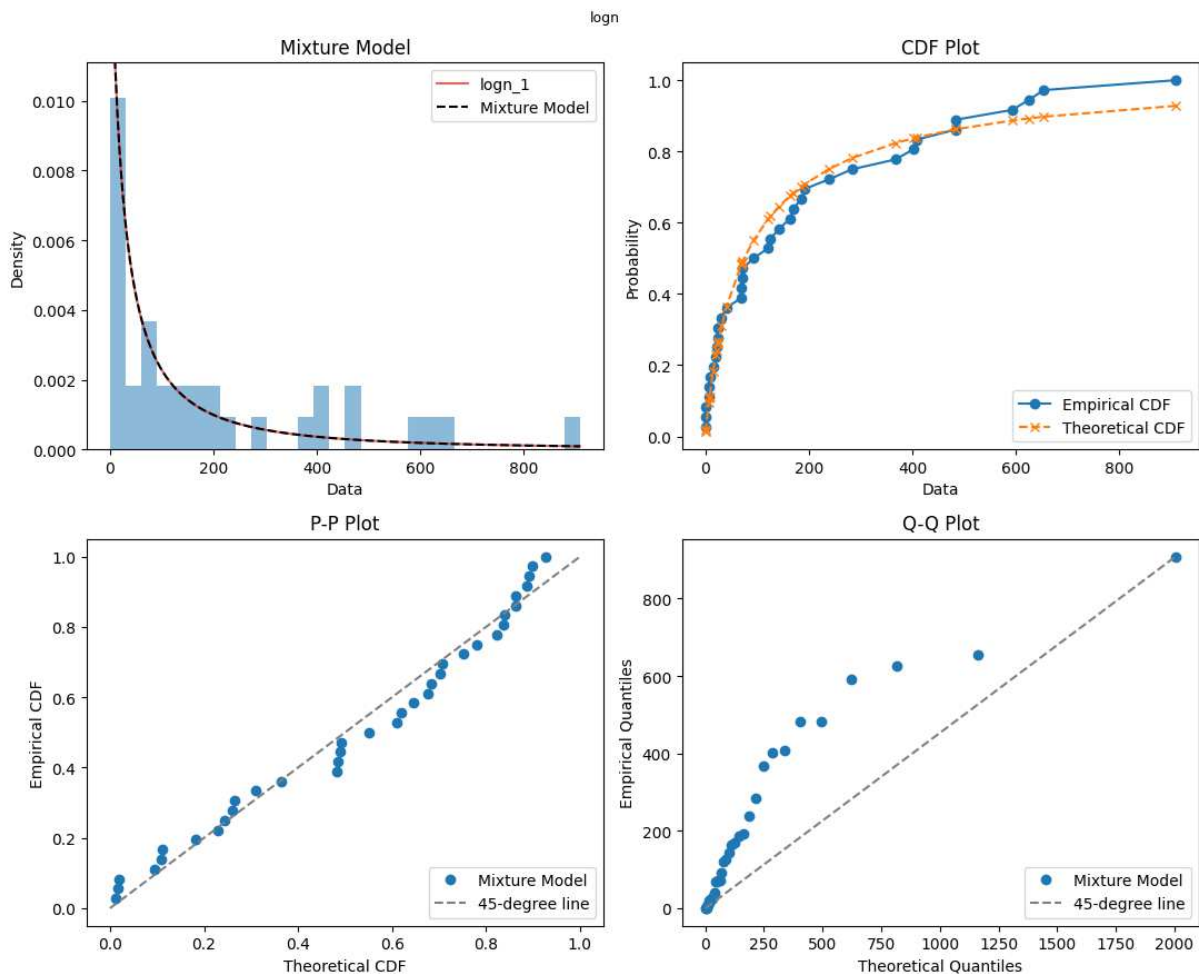 logn
Mixture Model
logn_1
Mixture Model
0.010
0.008
0.006
0.004
0.002
0.000
Density
0
200
400
600
800
Data
CDF Plot
1.0
0.8
0.6
0.4
0.2
0.0
Probability
Empirical CDF
Theoretical CDF
0
200
400
600
800
Data
P-P Plot
1.0
0.8
0.6
0.4
0.2
0.0
Empirical CDF
Mixture Model
45-degree line
0.0
0.2
0.4
0.6
0.8
1.0
Theoretical CDF
Q-Q Plot
800
600
400
200
0
Empirical Quantiles
Mixture Model
45-degree line
0
250
500
750
1000
1250
1500
1750
2000
Theoretical Quantiles